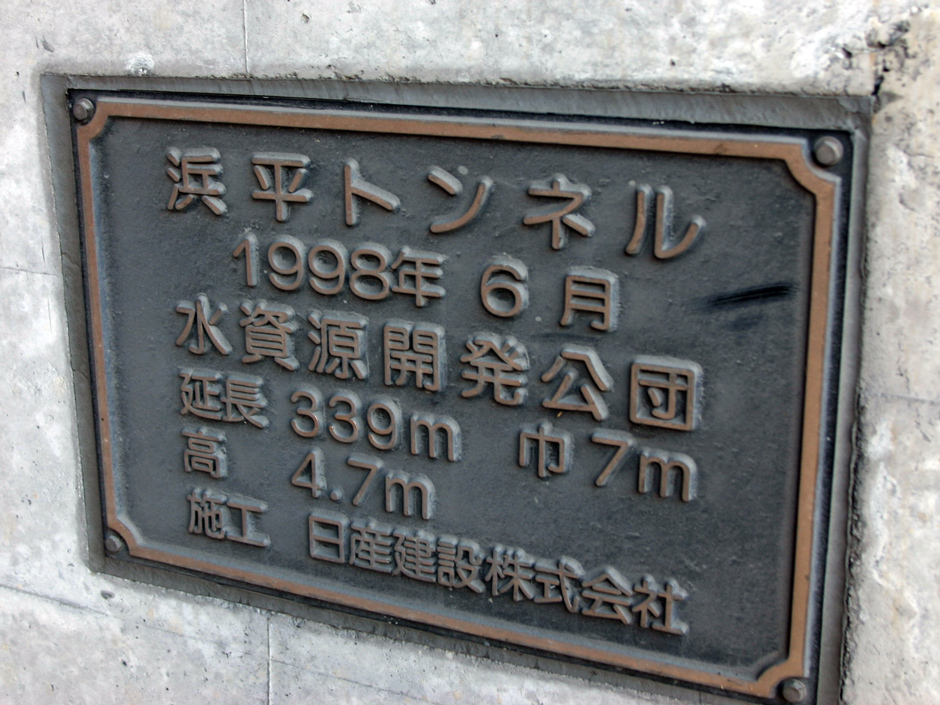 浜平トンネル
1998年 6月
水資源開発公団
延長 339m 巾7m
高 4.7m
施工 日産建設株式会社